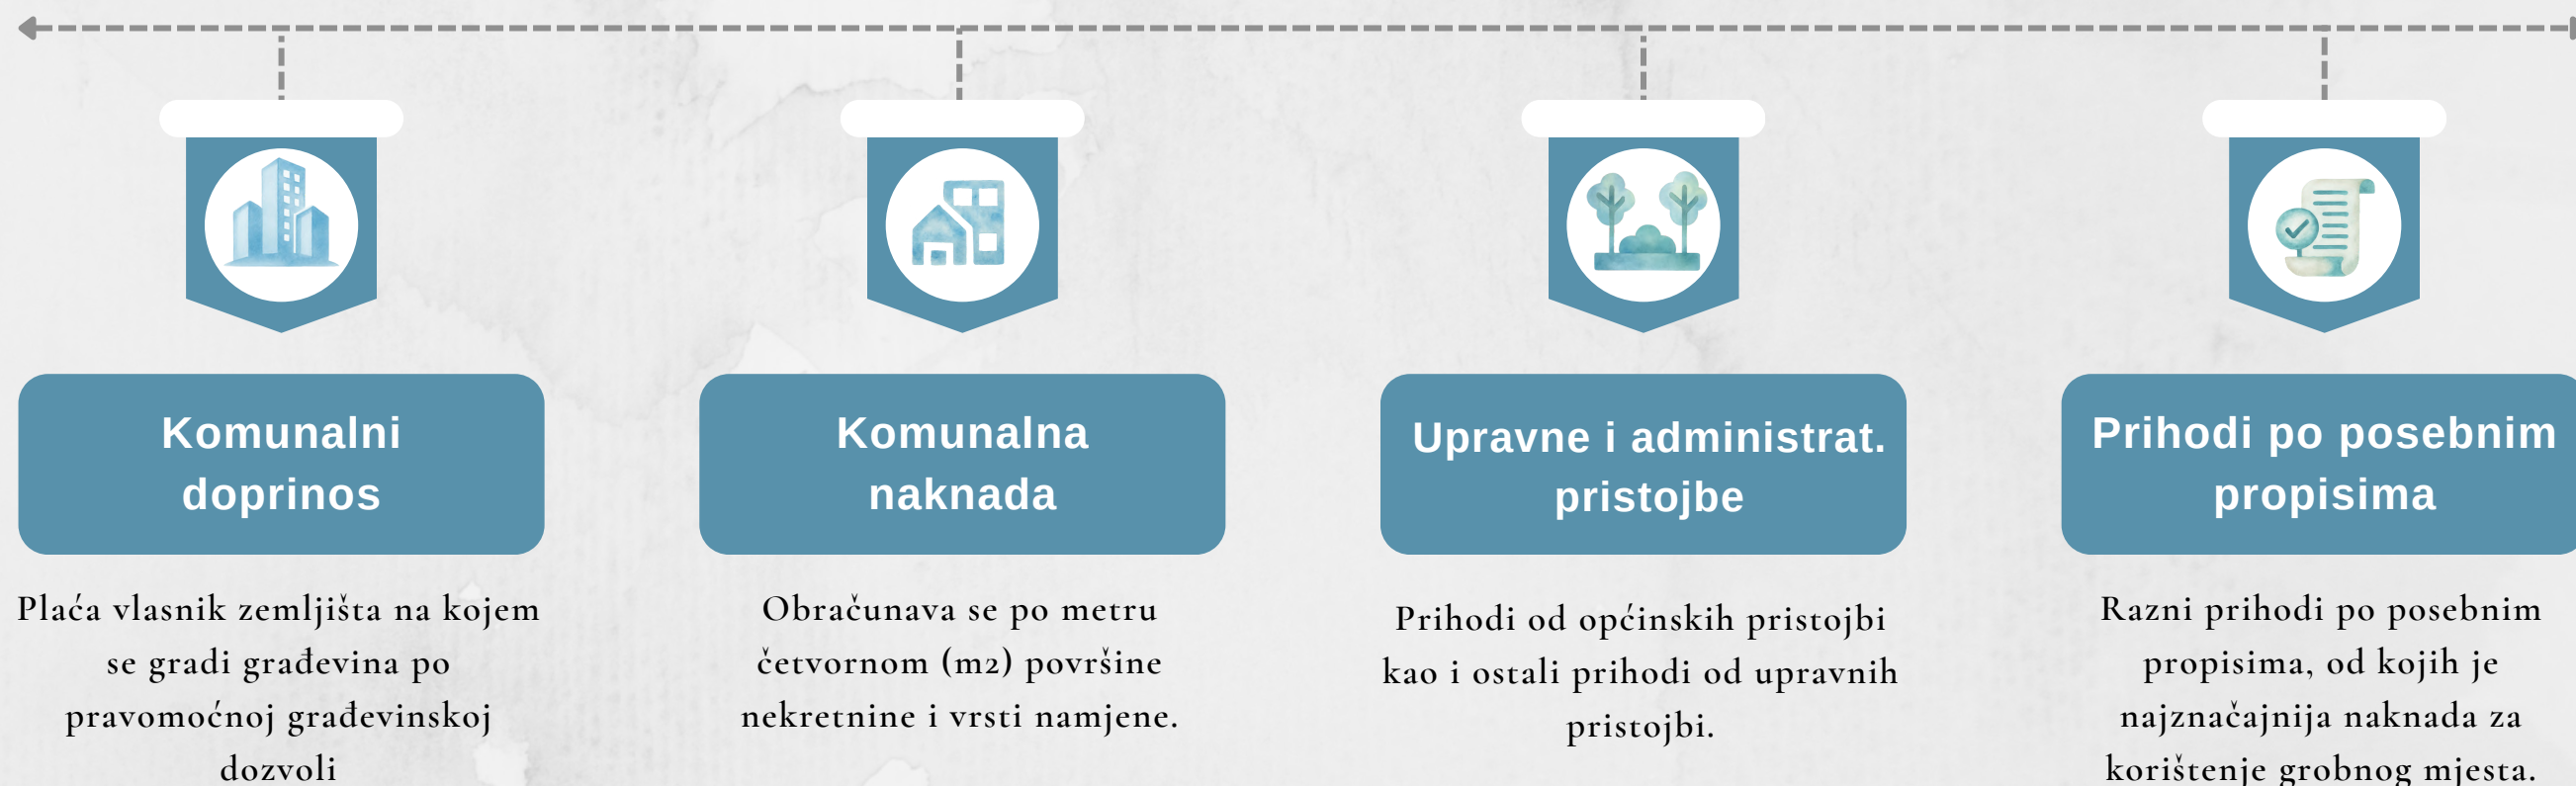 Komunalni
doprinos
Plaća vlasnik zemljišta na kojem
se gradi građevina po
pravomoćnoj građevinskoj
dozvoli
Komunalna
naknada
Obračunava se po metru
četvornom (m2) površine
nekretnine i vrsti namjene.
Upravne i administrat.
pristojbe
Prihodi od općinskih pristojbi
kao i ostali prihodi od upravnih
pristojbi.
Prihodi po posebnim
propisima
Razni prihodi po posebnim
propisima, od kojih je
najznačajnija naknada za
korištenje grobnog mjesta.